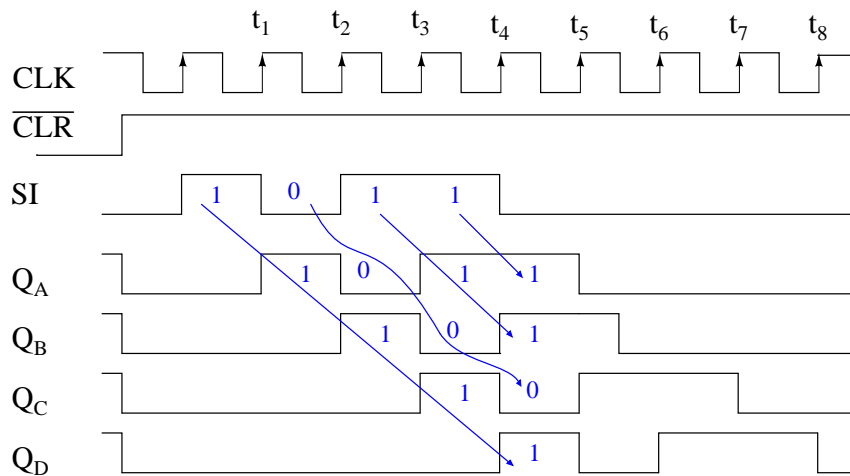 t1 t2 t3 t4 t5 t6 t7 t8
CLK
CLR
SI 1 0 1 1
QA 1 0 1 1
QB 1 0 1
QC 1 0
QD 1